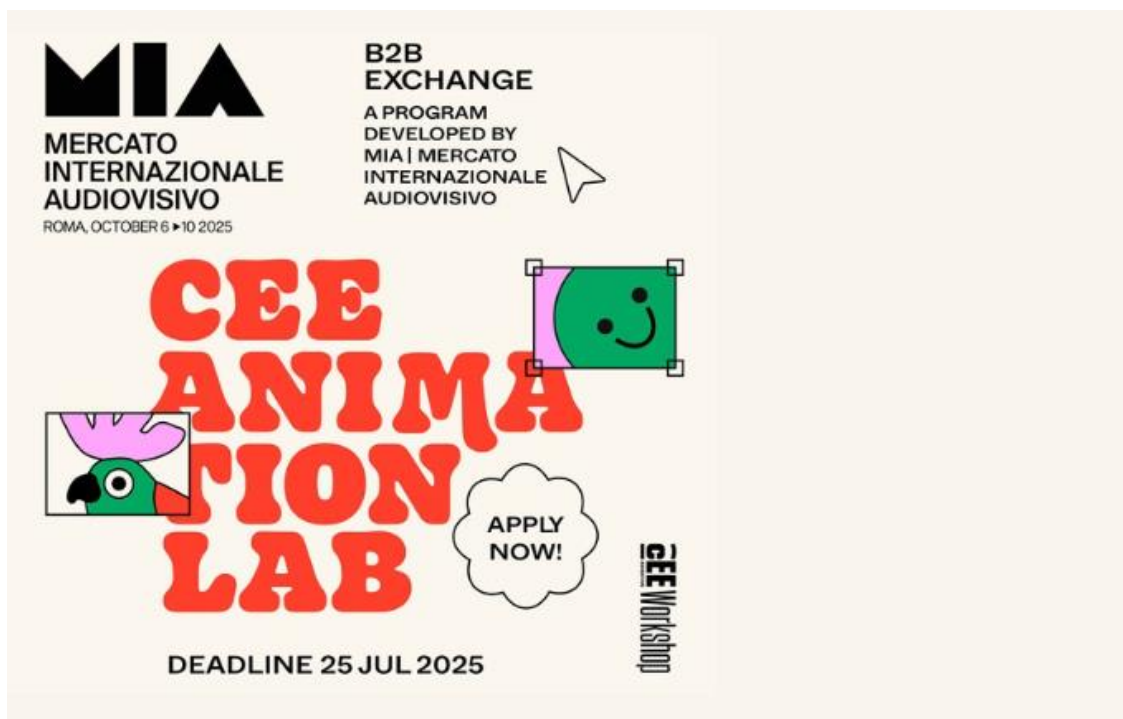 MIA
MERCATO
INTERNAZIONALE
AUDIOVISIVO
ROMA, OCTOBER 6 ▸10 2025
B2B
EXCHANGE
A PROGRAM
DEVELOPED BY
MIA | MERCATO
INTERNAZIONALE
AUDIOVISIVO
CEE
ANIMA
TION
LAB
APPLY
NOW!
CEE Workshop
DEADLINE 25 JUL 2025